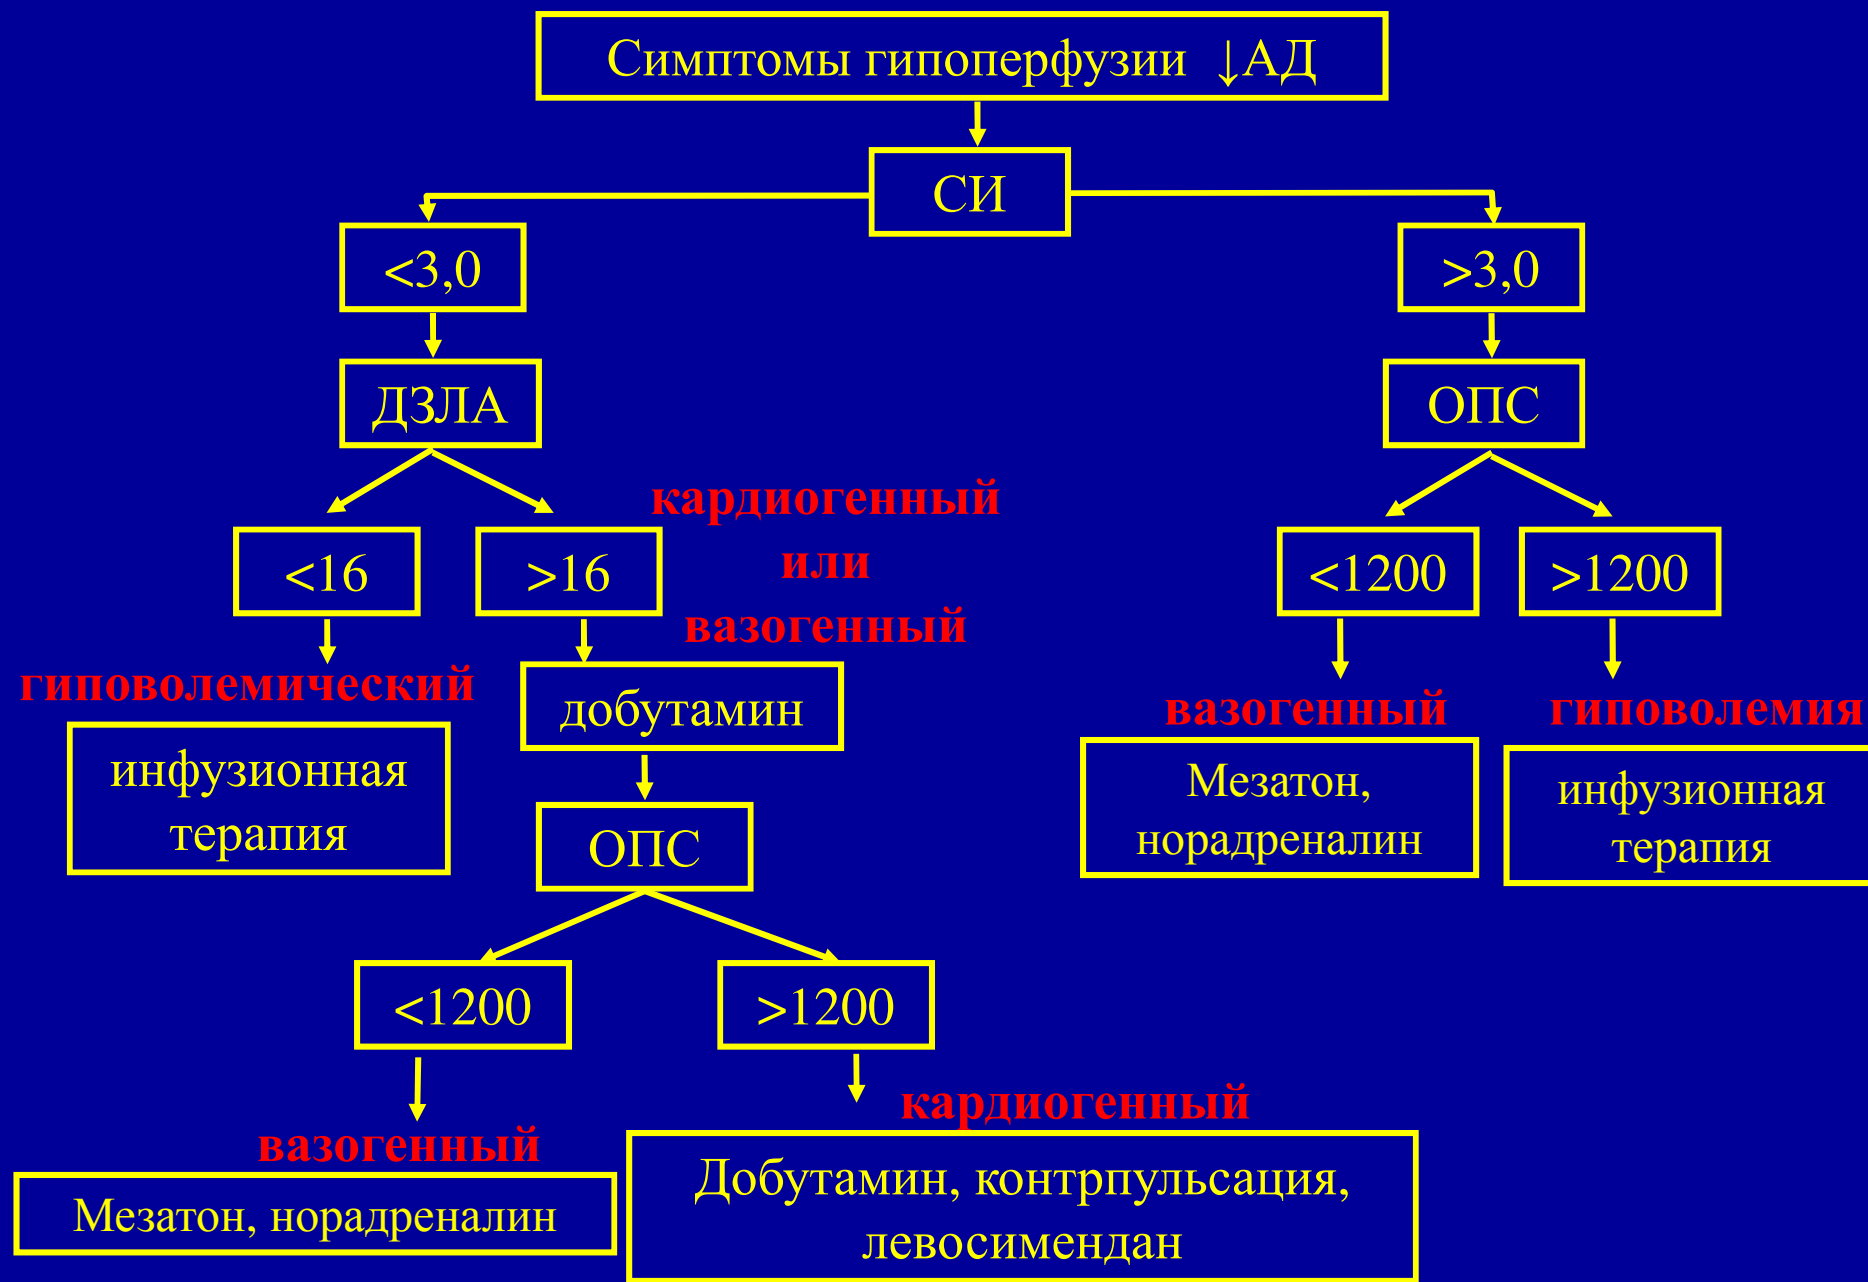 Симптомы гипоперфузии ↓АД
СИ
<3,0
>3,0
ДЗЛА
ОПС
кардиогенный
или
вазогенный
<16
>16
<1200
>1200
гиповолемический
добутамин
вазогенный
гиповолемия
инфузионная
терапия
Мезатон,
норадреналин
инфузионная
терапия
ОПС
<1200
>1200
вазогенный
кардиогенный
Мезатон, норадреналин
Добутамин, контрпульсация,
левосимендан